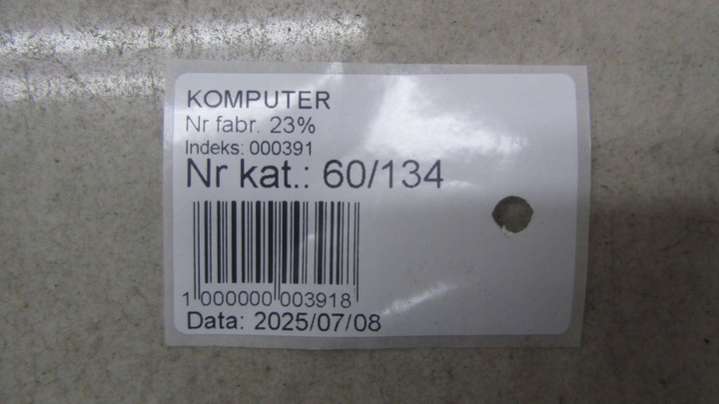 KOMPUTER
Nr fabr. 23%
Indeks: 000391
Nr kat.: 60/134
1 000000 003918
Data: 2025/07/08